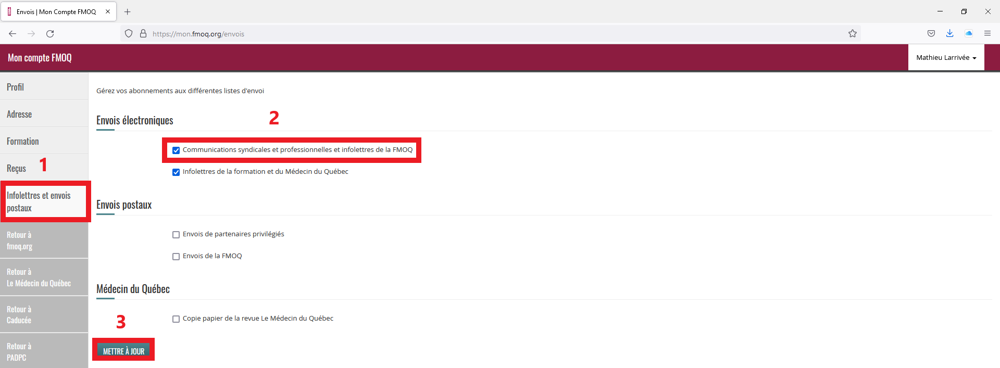 Envois | Mon Compte FMOQ
https://mon.fmoq.org/envois
Mon compte FMOQ
Mathieu Larrivée
Profil
Adresse
Formation
Reçus
1
Infolettres et envois
postaux
Retour à
fmoq.org
Retour à
Le Médecin du Québec
Retour à
Caducée
Retour à
PADPC
Gérez vos abonnements aux différentes listes d'envoi
Envois électroniques
2
Communications syndicales et professionnelles et infolettres de la FMOQ
Infolettres de la formation et du Médecin du Québec
Envois postaux
Envois de partenaires privilégiés
Envois de la FMOQ
Médecin du Québec
Copie papier de la revue Le Médecin du Québec
3
METTRE À JOUR